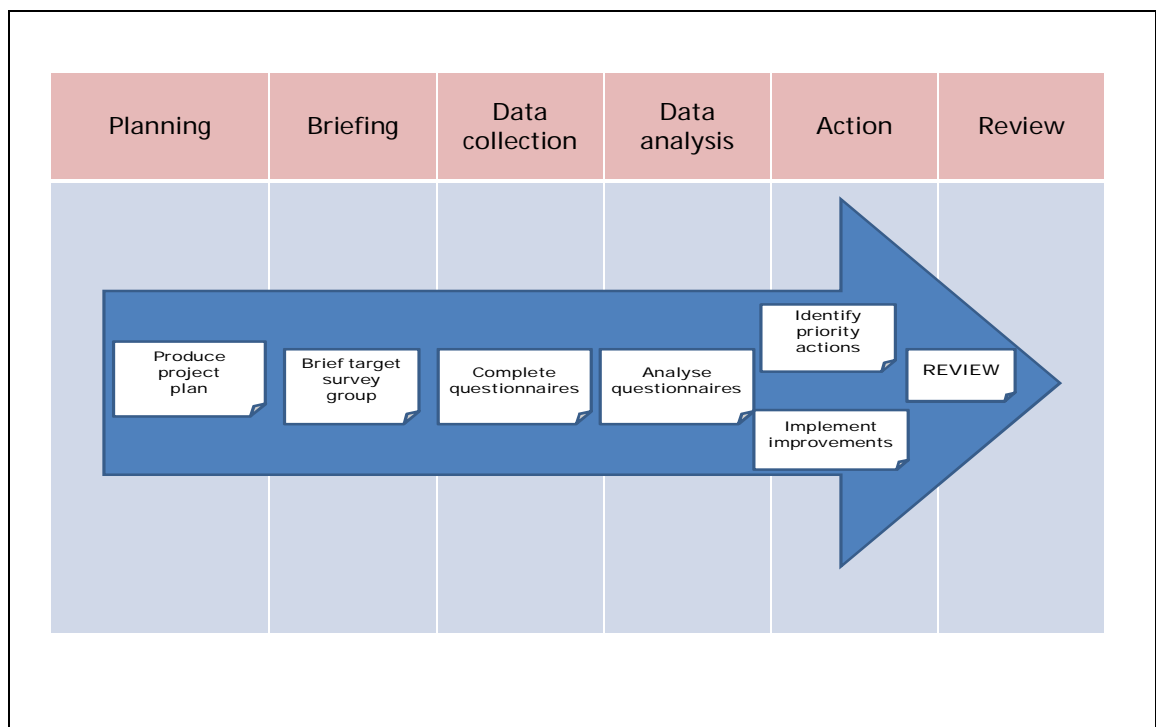 Planning
Briefing
Data
collection
Data
analysis
Action
Review
Produce
project
plan
Brief target
survey
group
Complete
questionnaires
Analyse
questionnaires
Identify
priority
actions
Implement
improvements
REVIEW